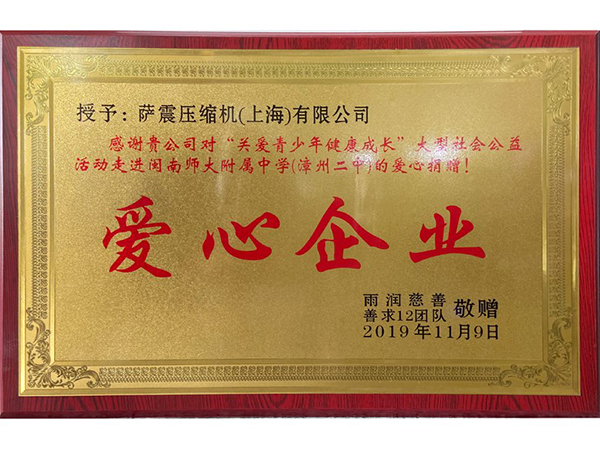 授予：萨震压缩机(上海)有限公司
感谢贵公司对“关爱青少年健康成长”大型社会公益
活动走进闽南师大附属中学(漳州二中)的爱心捐赠！
爱心企业
雨润慈善
善求12团队 敬赠
2019年11月9日